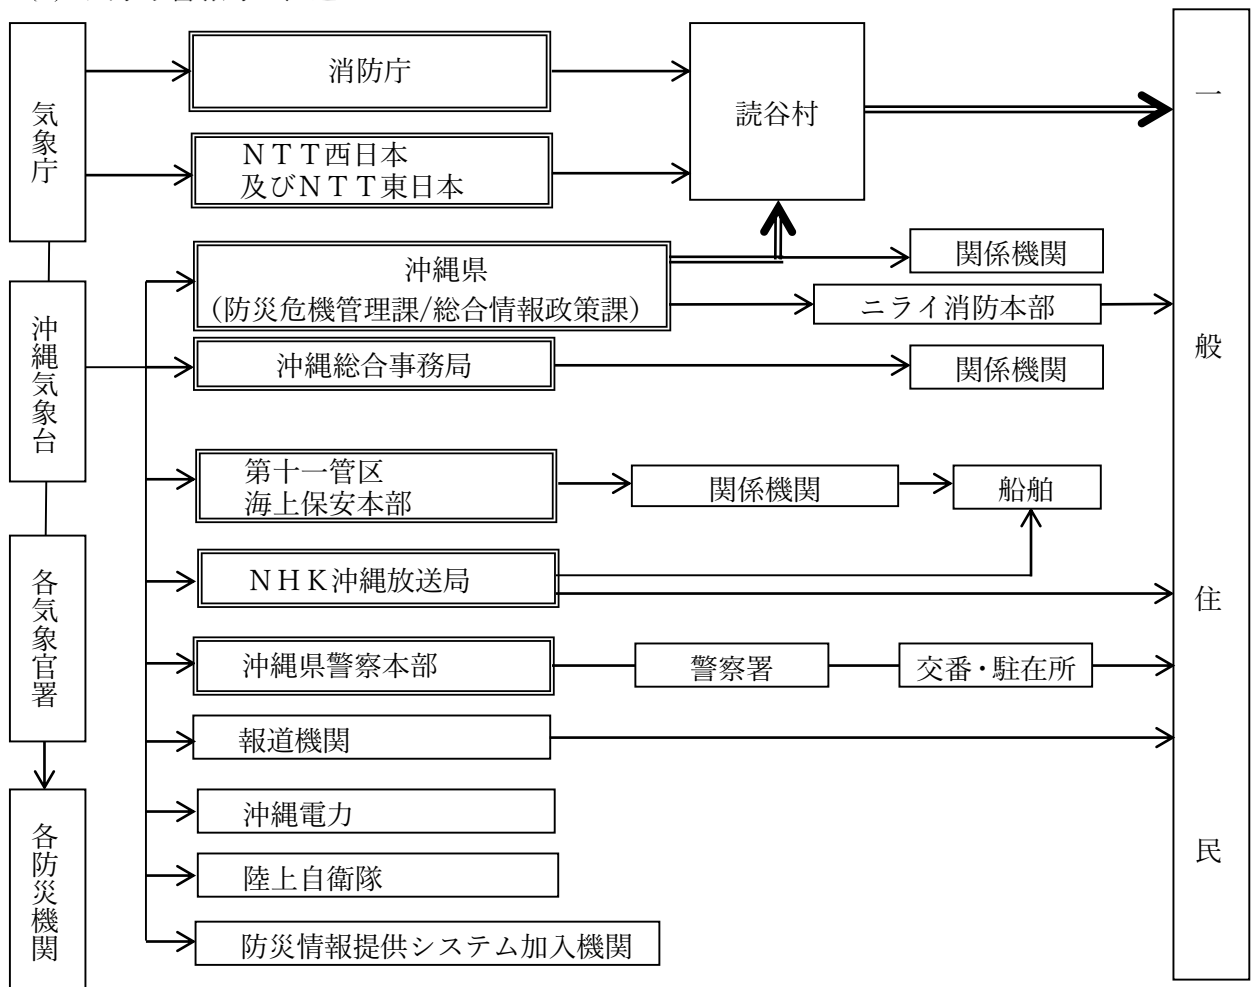 気象庁
消防庁
読谷村
ＮＴＴ西日本
及びＮＴＴ東日本
沖縄気象台
沖縄県
(防災危機管理課/総合情報政策課)
関係機関
ニライ消防本部
沖縄総合事務局
関係機関
第十一管区
海上保安本部
関係機関
船舶
各気象官署
ＮＨＫ沖縄放送局
沖縄県警察本部
警察署
交番・駐在所
報道機関
各防災機関
沖縄電力
陸上自衛隊
防災情報提供システム加入機関
一般住民